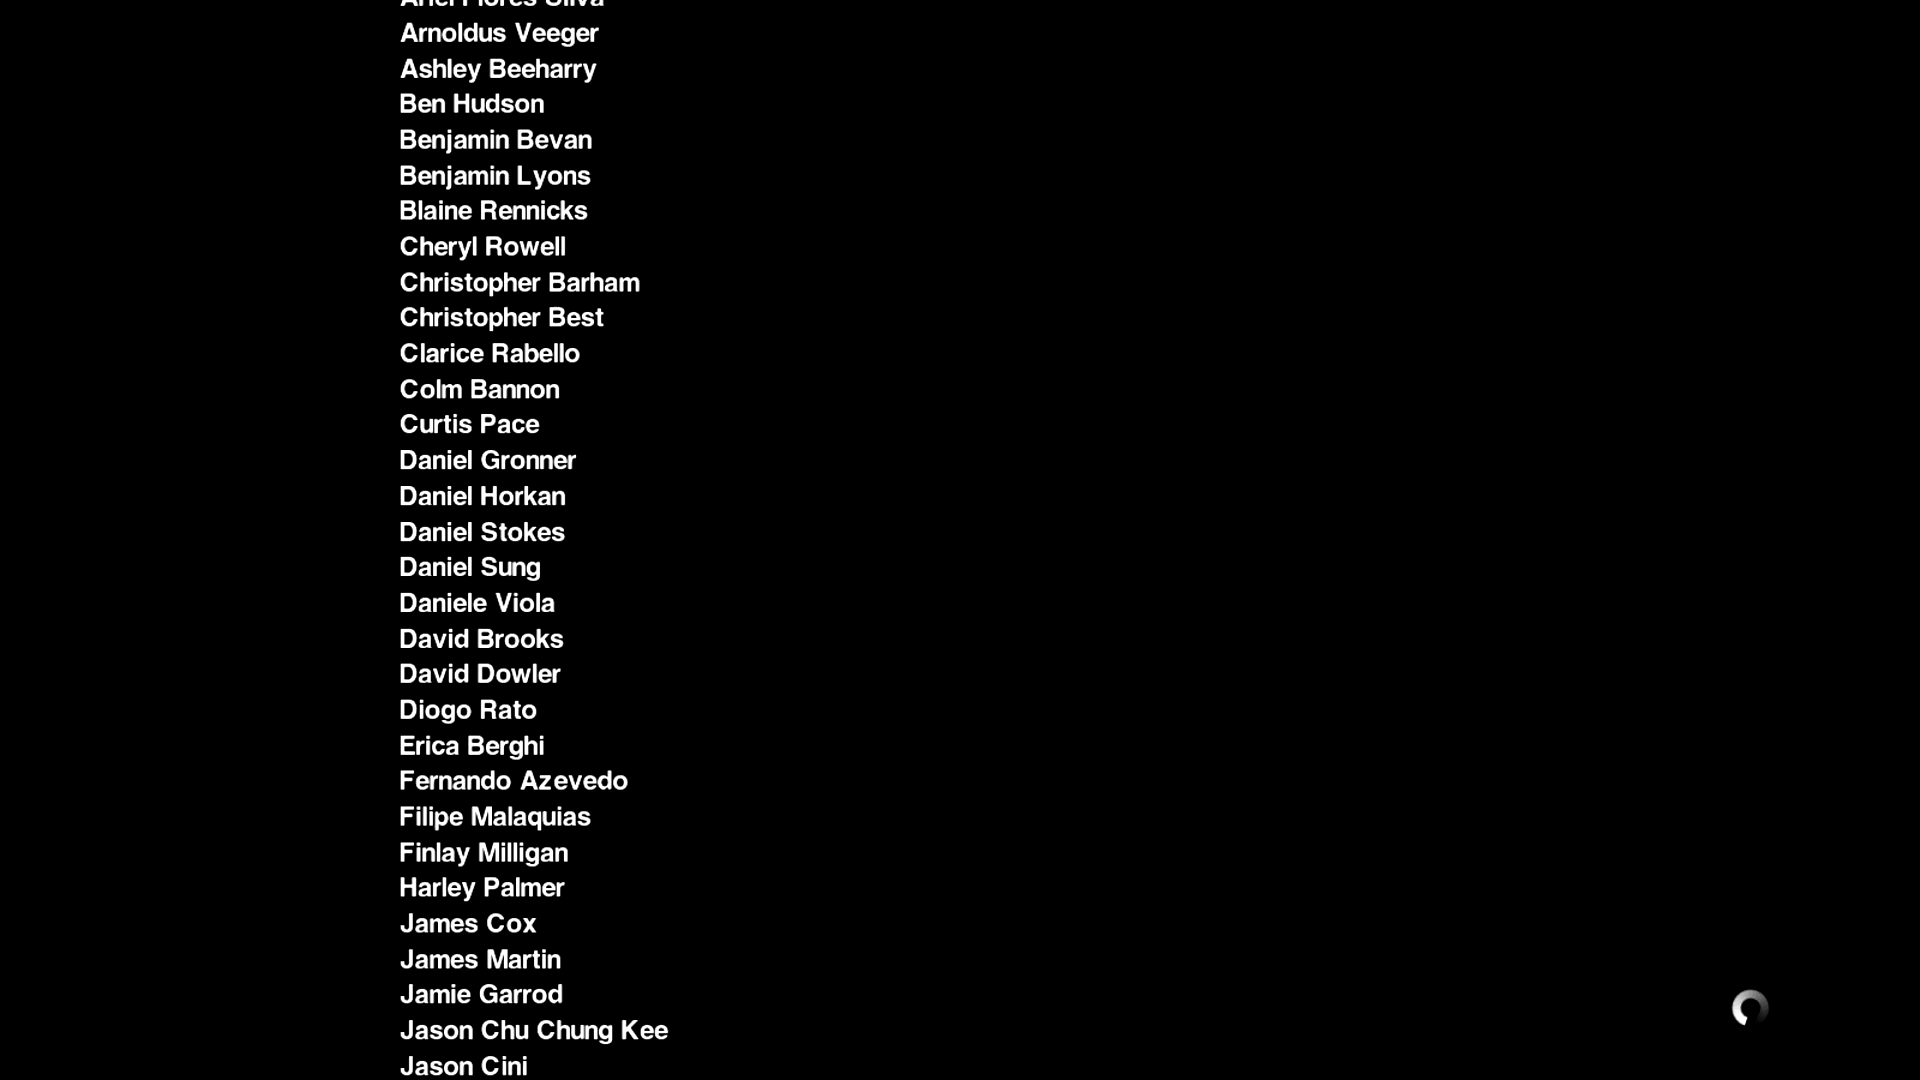 Ariel Flores Silva
Arnoldus Veeger
Ashley Beeharry
Ben Hudson
Benjamin Bevan
Benjamin Lyons
Blaine Rennicks
Cheryl Rowell
Christopher Barham
Christopher Best
Clarice Rabello
Colm Bannon
Curtis Pace
Daniel Gronner
Daniel Horkan
Daniel Stokes
Daniel Sung
Daniele Viola
David Brooks
David Dowler
Diogo Rato
Erica Berghi
Fernando Azevedo
Filipe Malaquias
Finlay Milligan
Harley Palmer
James Cox
James Martin
Jamie Garrod
Jason Chu Chung Kee
Jason Cini